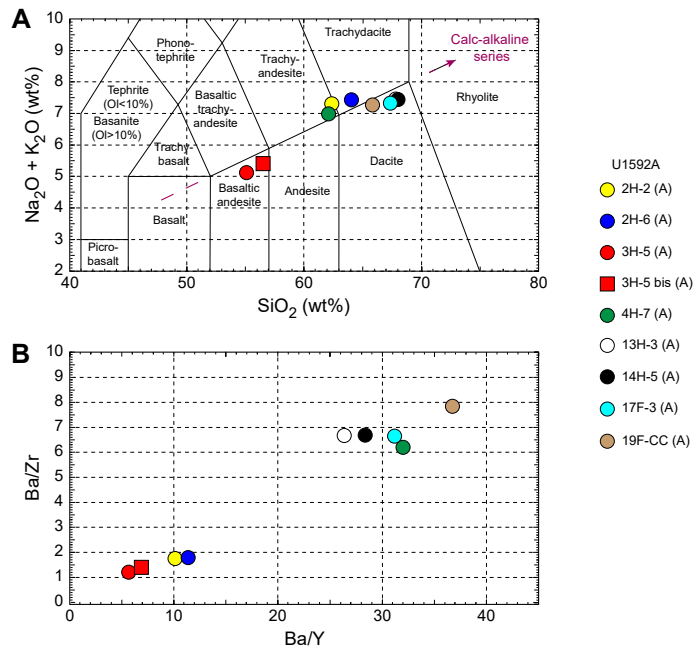 A
10
9
8
7
6
5
4
3
2
Na2O + K2O (wt%)
40
50
60
70
80
SiO2 (wt%)
Phono-
tephrite
Trachydacite
Trachy-
andesite
Calc-alkaline
series
Tephrite
(Ol<10%)
Basanite
(Ol>10%)
Basaltic
trachy-
andesite
Rhyolite
Trachy-
basalt
Basalt
Basaltic
andesite
Andesite
Dacite
Picro-
basalt
U1592A
2H-2 (A)
2H-6 (A)
3H-5 (A)
3H-5 bis (A)
4H-7 (A)
13H-3 (A)
14H-5 (A)
17F-3 (A)
19F-CC (A)
B
10
9
8
7
6
5
4
3
2
1
0
Ba/Zr
0
10
20
30
40
Ba/Y